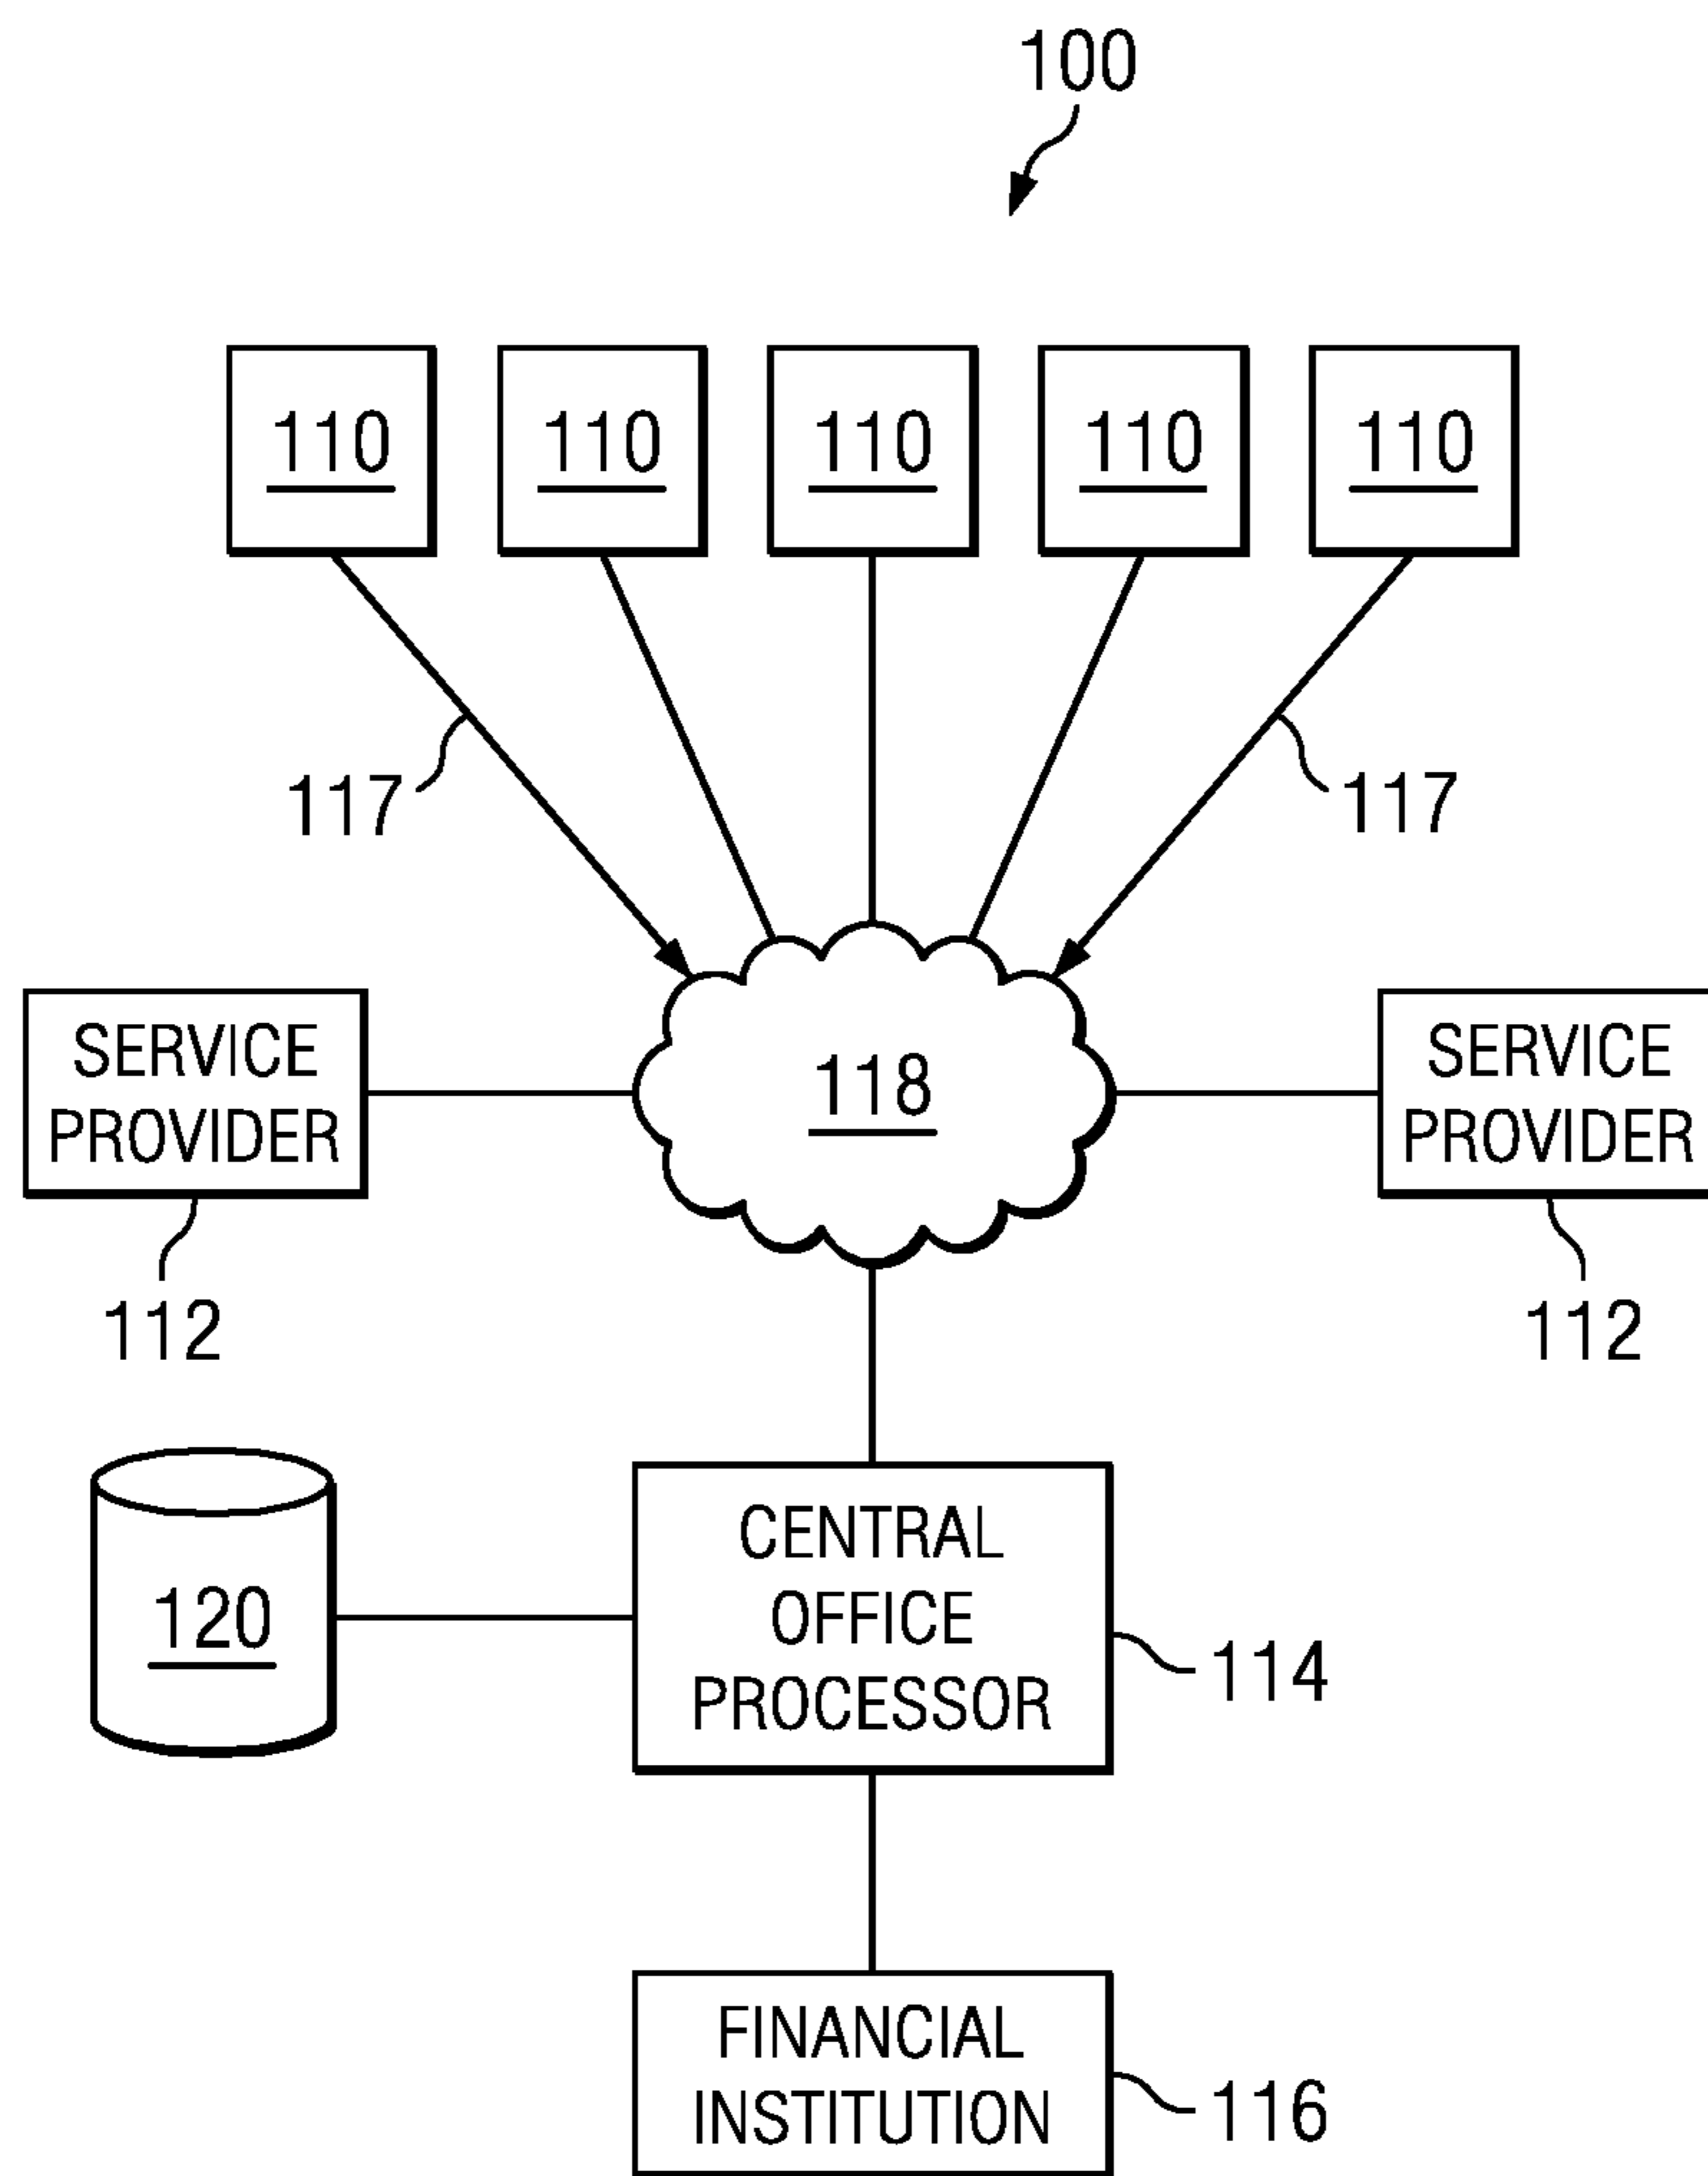 100
110 110 110 110 110
117 117
SERVICE
PROVIDER
118
SERVICE
PROVIDER
112 112
CENTRAL
OFFICE
PROCESSOR
120
114
FINANCIAL
INSTITUTION
116